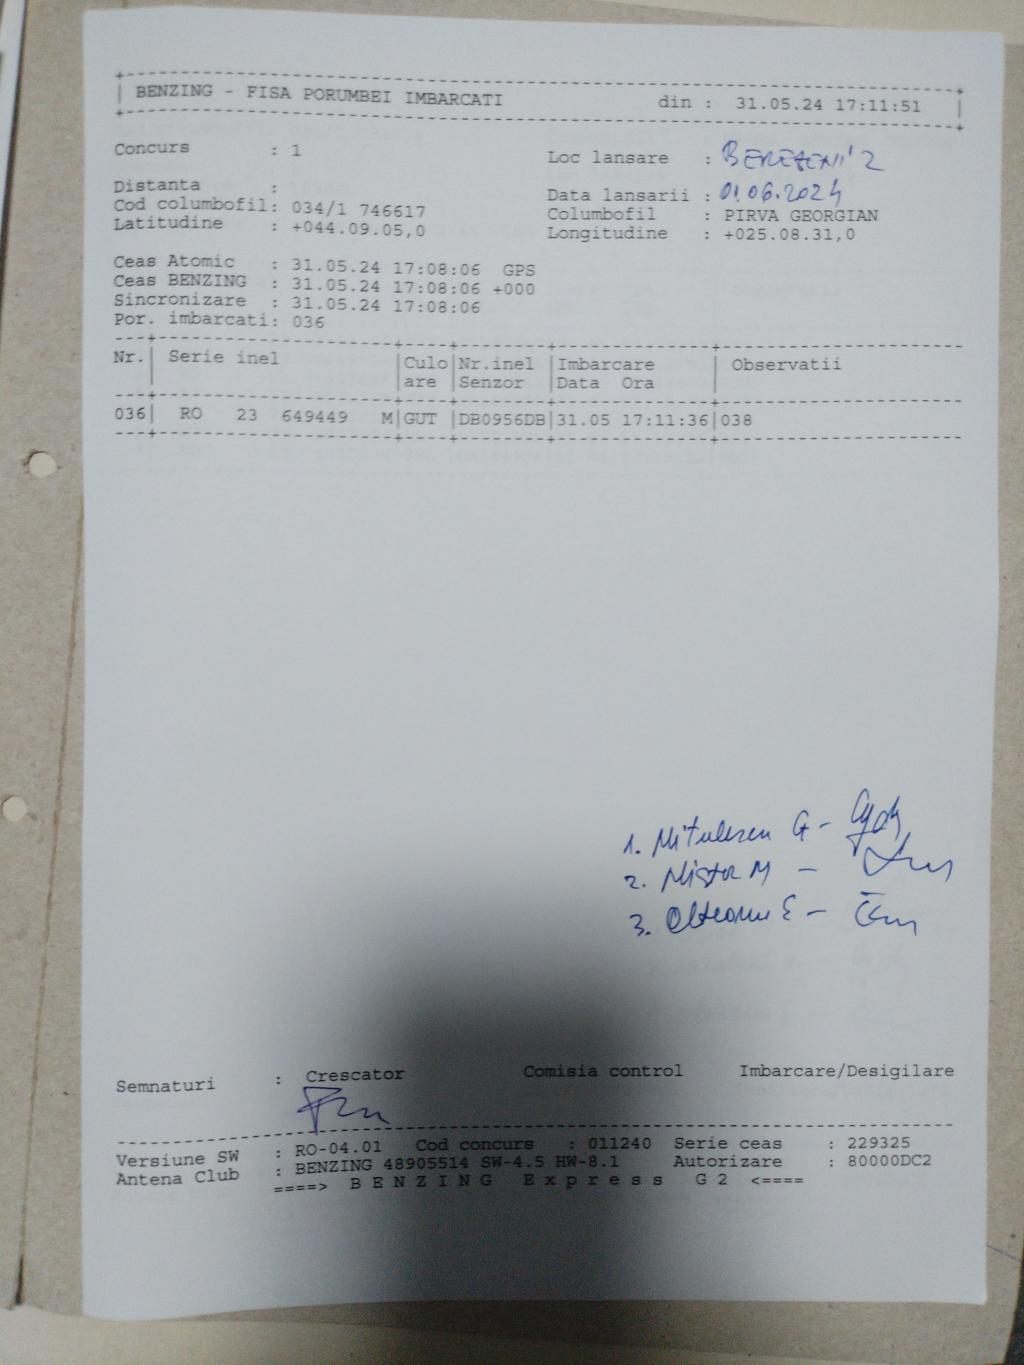 BENZING - FISA PORUMBEI IMBARCATI din : 31.05.24 17:11:51
Concurs : 1 Loc lansare : BEREZENII 2
Distanta : Data lansarii : 01.06.2024
Cod columbofil: 034/1 746617 Columbofil : PIRVA GEORGIAN
Latitudine : +044.09.05,0 Longitudine : +025.08.31,0
Ceas Atomic : 31.05.24 17:08:06 GPS
Ceas BENZING : 31.05.24 17:08:06 +000
Sincronizare : 31.05.24 17:08:06
Por. imbarcati: 036
Nr.| Serie inel |Culo|Nr.inel |Imbarcare | Observatii
| |are |Senzor |Data Ora |
036| RO 23 649449 M|GUT |DB0956DB|31.05 17:11:36|038
1. Mitulescu G -
2. Mistor M -
3. Olteanu E -
Semnaturi : Crescator Comisia control Imbarcare/Desigilare
Versiune SW : RO-04.01 Cod concurs : 011240 Serie ceas : 229325
Antena Club : BENZING 48905514 SW-4.5 HW-8.1 Autorizare : 80000DC2
====> B E N Z I N G E x p r e s s G 2 <====